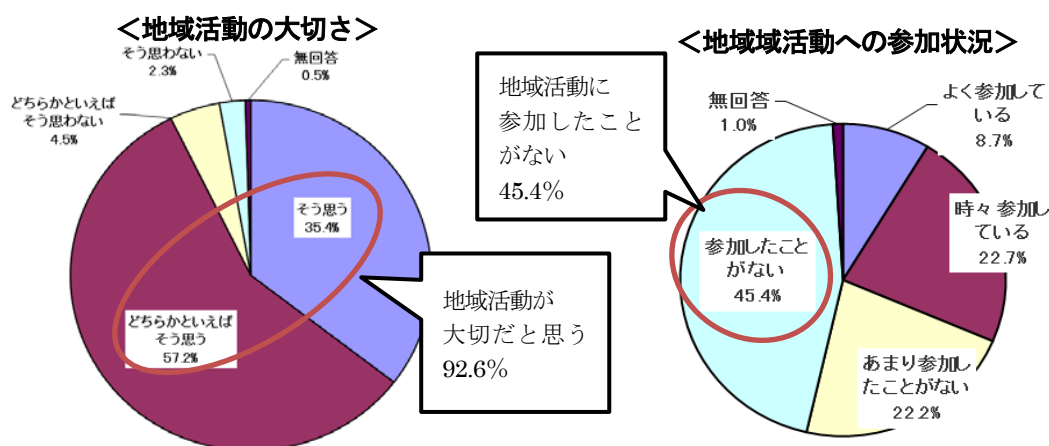 ＜地域活動の大切さ＞
そう思わない
2.3%
無回答
0.5%
どちらかといえば
そう思わない
4.5%
そう思う
35.4%
どちらかといえば
そう思う
57.2%
地域活動が
大切だと思う
92.6%
＜地域域活動への参加状況＞
地域活動に
参加したこと
がない
45.4%
無回答
1.0%
よく参加して
いる
8.7%
時々 参加し
ている
22.7%
参加したこと
がない
45.4%
あまり参加し
たことがない
22.2%